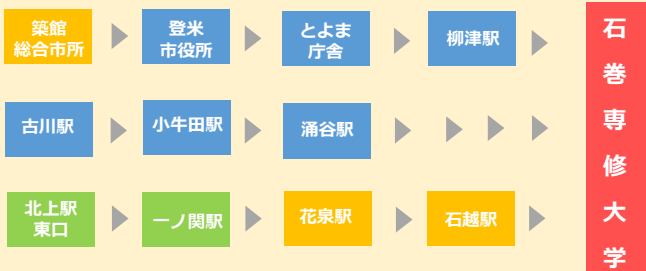 築館
総合市所
登米
市役所
とよま
庁舎
柳津駅
古川駅
小牛田駅
涌谷駅
北上駅
東口
一ノ関駅
花泉駅
石越駅
石巻専修大学